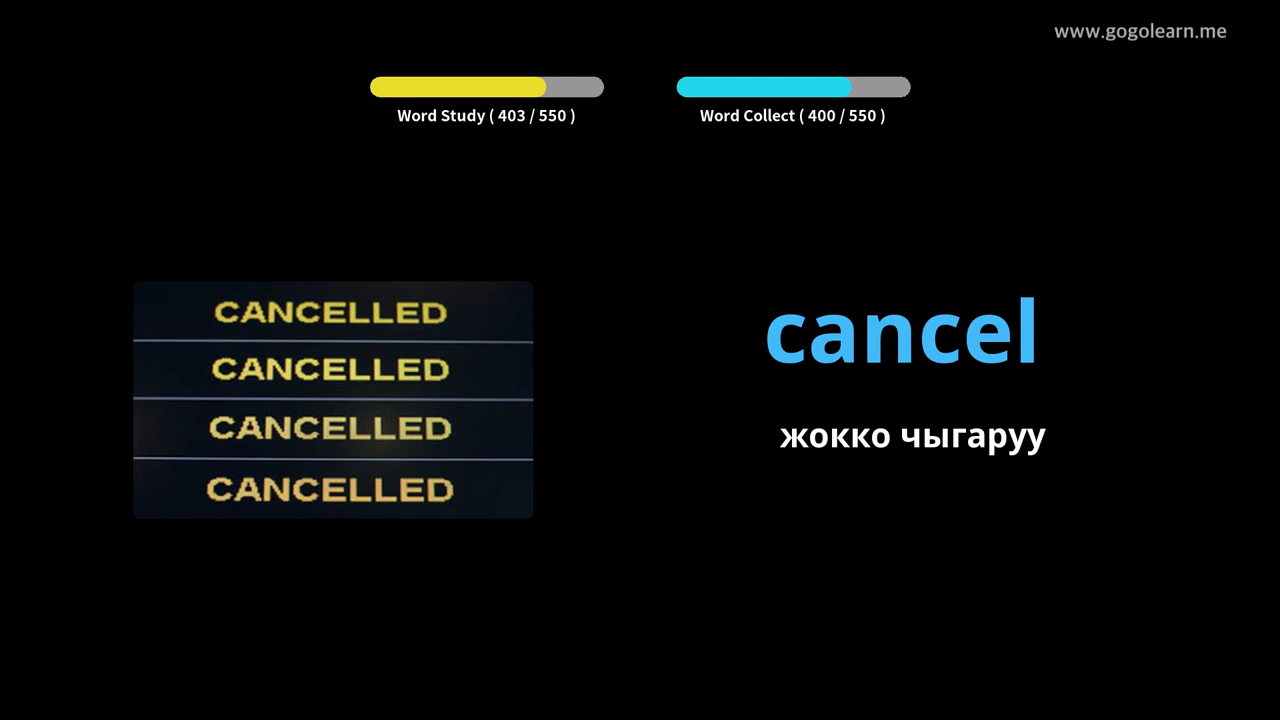 www.gogolearn.me
Word Study ( 403 / 550 )
Word Collect ( 400 / 550 )
CANCELLED
CANCELLED
CANCELLED
CANCELLED
cancel
жокко чыгаруу